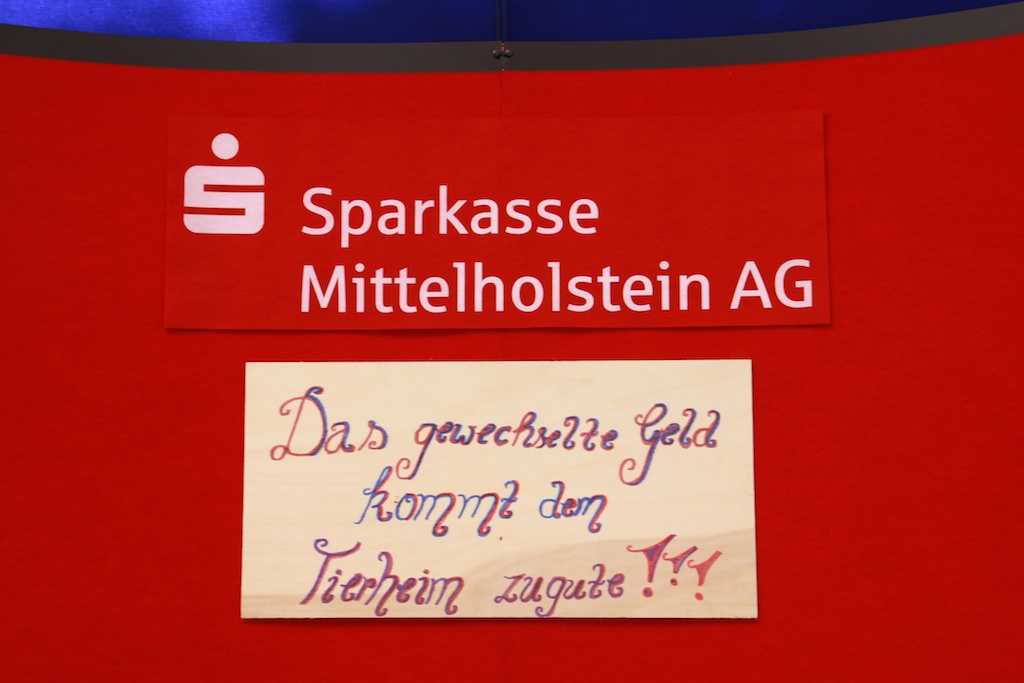 Sparkasse
Mittelholstein AG
Das gewechselte Geld
kommt dem
Tierheim zugute!!!